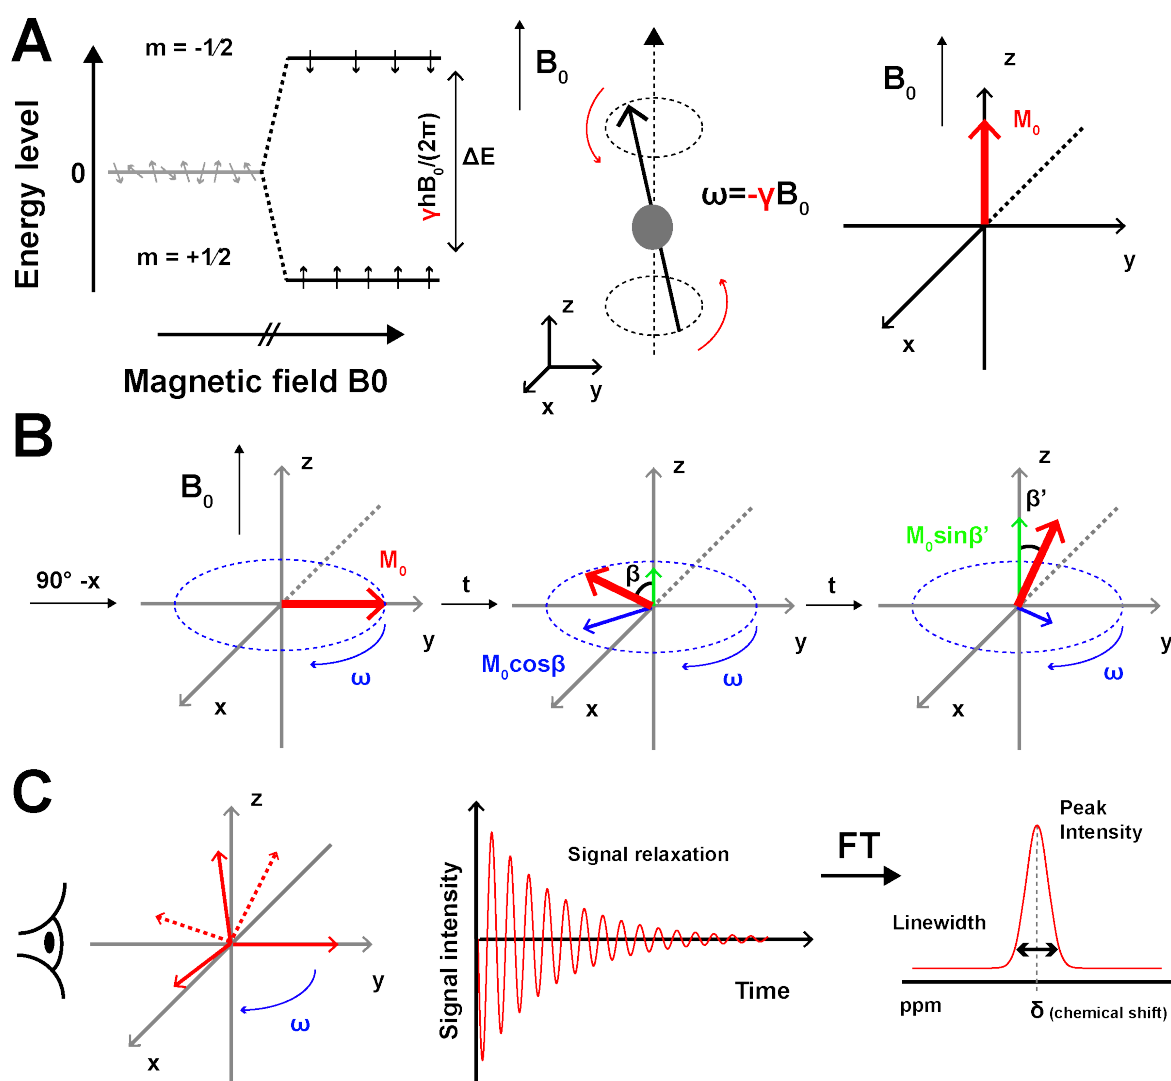 A
Energy level
0
m = -1⁄2
m = +1⁄2
γhB₀/(2π)
ΔE
Magnetic field B0
B₀
ω=-γB₀
z
y
x
B₀
z
M₀
y
x
B
90° -x
B₀
z
M₀
y
ω
x
t
z
β
M₀cosβ
y
ω
x
t
z
β’
M₀sinβ’
y
ω
x
C
z
y
ω
x
Signal intensity
Signal relaxation
Time
FT
Peak
Intensity
Linewidth
ppm
δ (chemical shift)